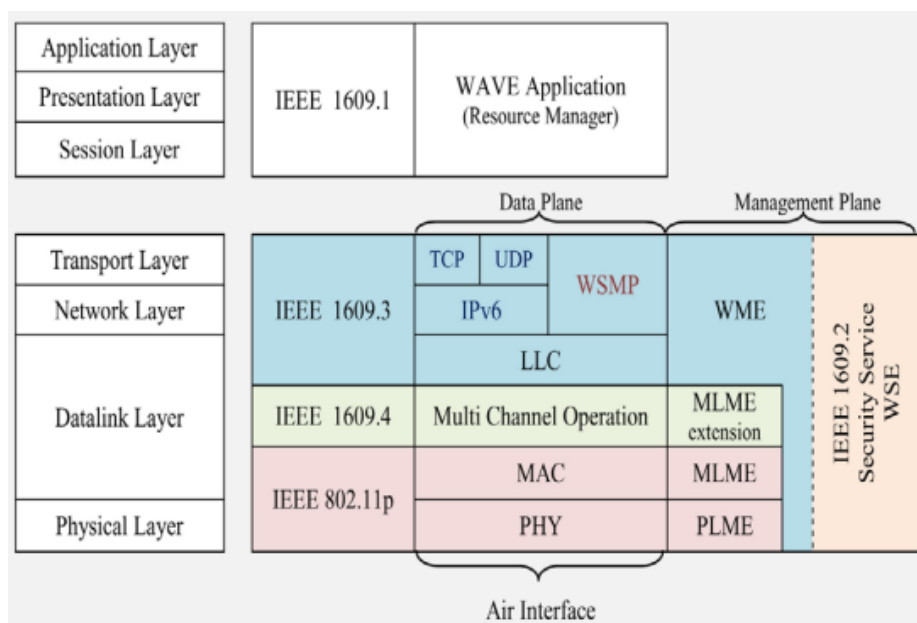 Application Layer
Presentation Layer
Session Layer
IEEE 1609.1
WAVE Application
(Resource Manager)
Data Plane
Management Plane
Transport Layer
Network Layer
Datalink Layer
Physical Layer
IEEE 1609.3
TCP
UDP
WSMP
IPv6
LLC
WME
IEEE 1609.4
Multi Channel Operation
MLME
extension
IEEE 802.11p
MAC
MLME
PHY
PLME
IEEE 1609.2
Security Service
WSE
Air Interface